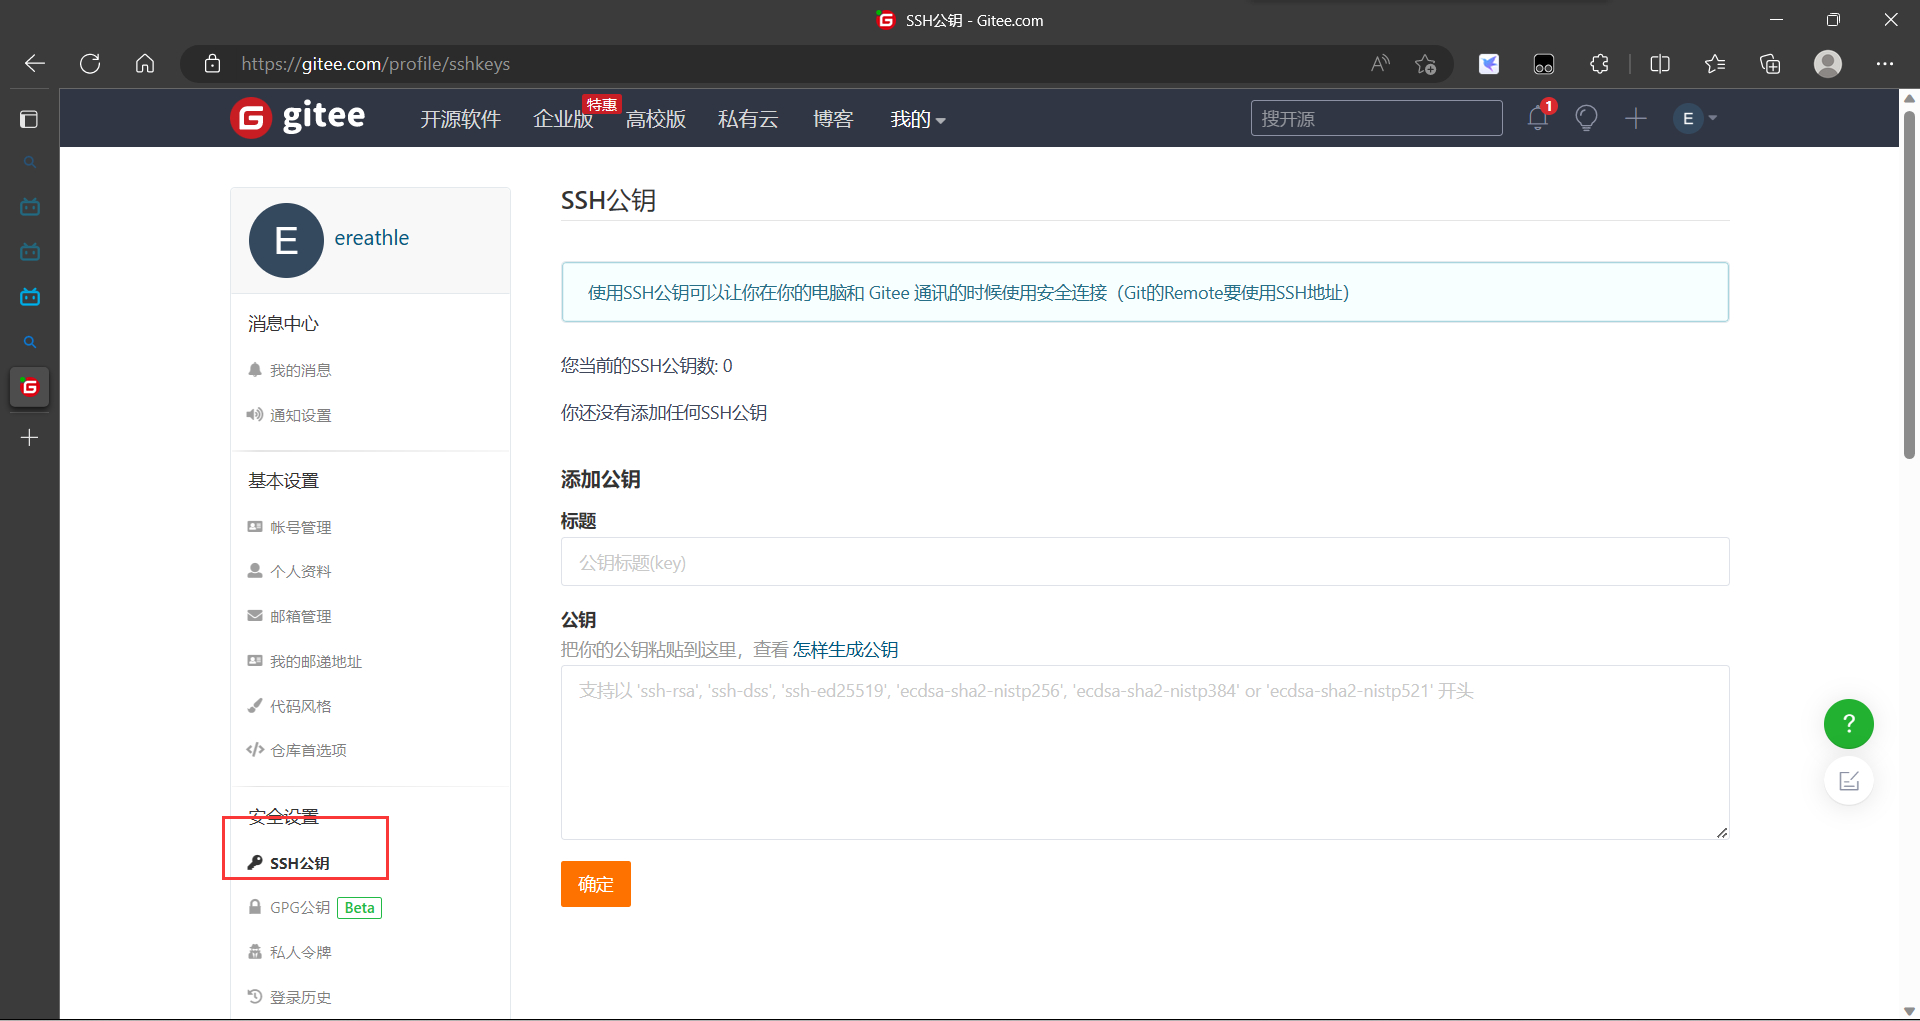 SSH公钥 - Gitee.com
https://gitee.com/profile/sshkeys
gitee
开源软件
企业版
特惠
高校版
私有云
博客
我的
搜开源
1
E
E
ereathle
消息中心
我的消息
通知设置
基本设置
帐号管理
个人资料
邮箱管理
我的邮递地址
代码风格
仓库首选项
安全设置
SSH公钥
GPG公钥 Beta
私人令牌
登录历史
SSH公钥
使用SSH公钥可以让你在你的电脑和 Gitee 通讯的时候使用安全连接（Git的Remote要使用SSH地址）
您当前的SSH公钥数: 0
你还没有添加任何SSH公钥
添加公钥
标题
公钥标题(key)
公钥
把你的公钥粘贴到这里，查看 怎样生成公钥
支持以 'ssh-rsa', 'ssh-dss', 'ssh-ed25519', 'ecdsa-sha2-nistp256', 'ecdsa-sha2-nistp384' or 'ecdsa-sha2-nistp521' 开头
确定
?